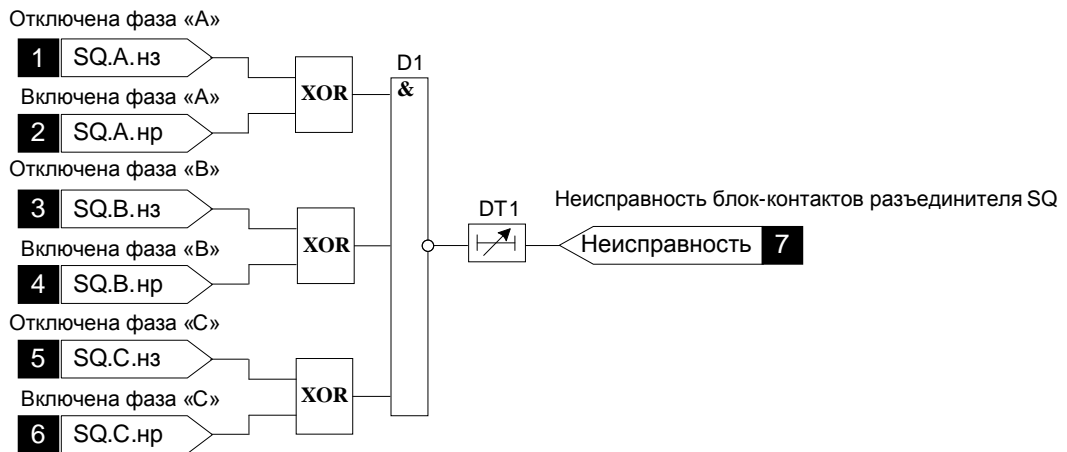 Отключена фаза «А»
1 SQ.A.нз
Включена фаза «А»
2 SQ.A.нр
XOR
D1
&
Отключена фаза «В»
3 SQ.B.нз
Включена фаза «В»
4 SQ.B.нр
XOR
DT1
Неисправность блок-контактов разъединителя SQ
Неисправность 7
Отключена фаза «С»
5 SQ.C.нз
Включена фаза «С»
6 SQ.C.нр
XOR